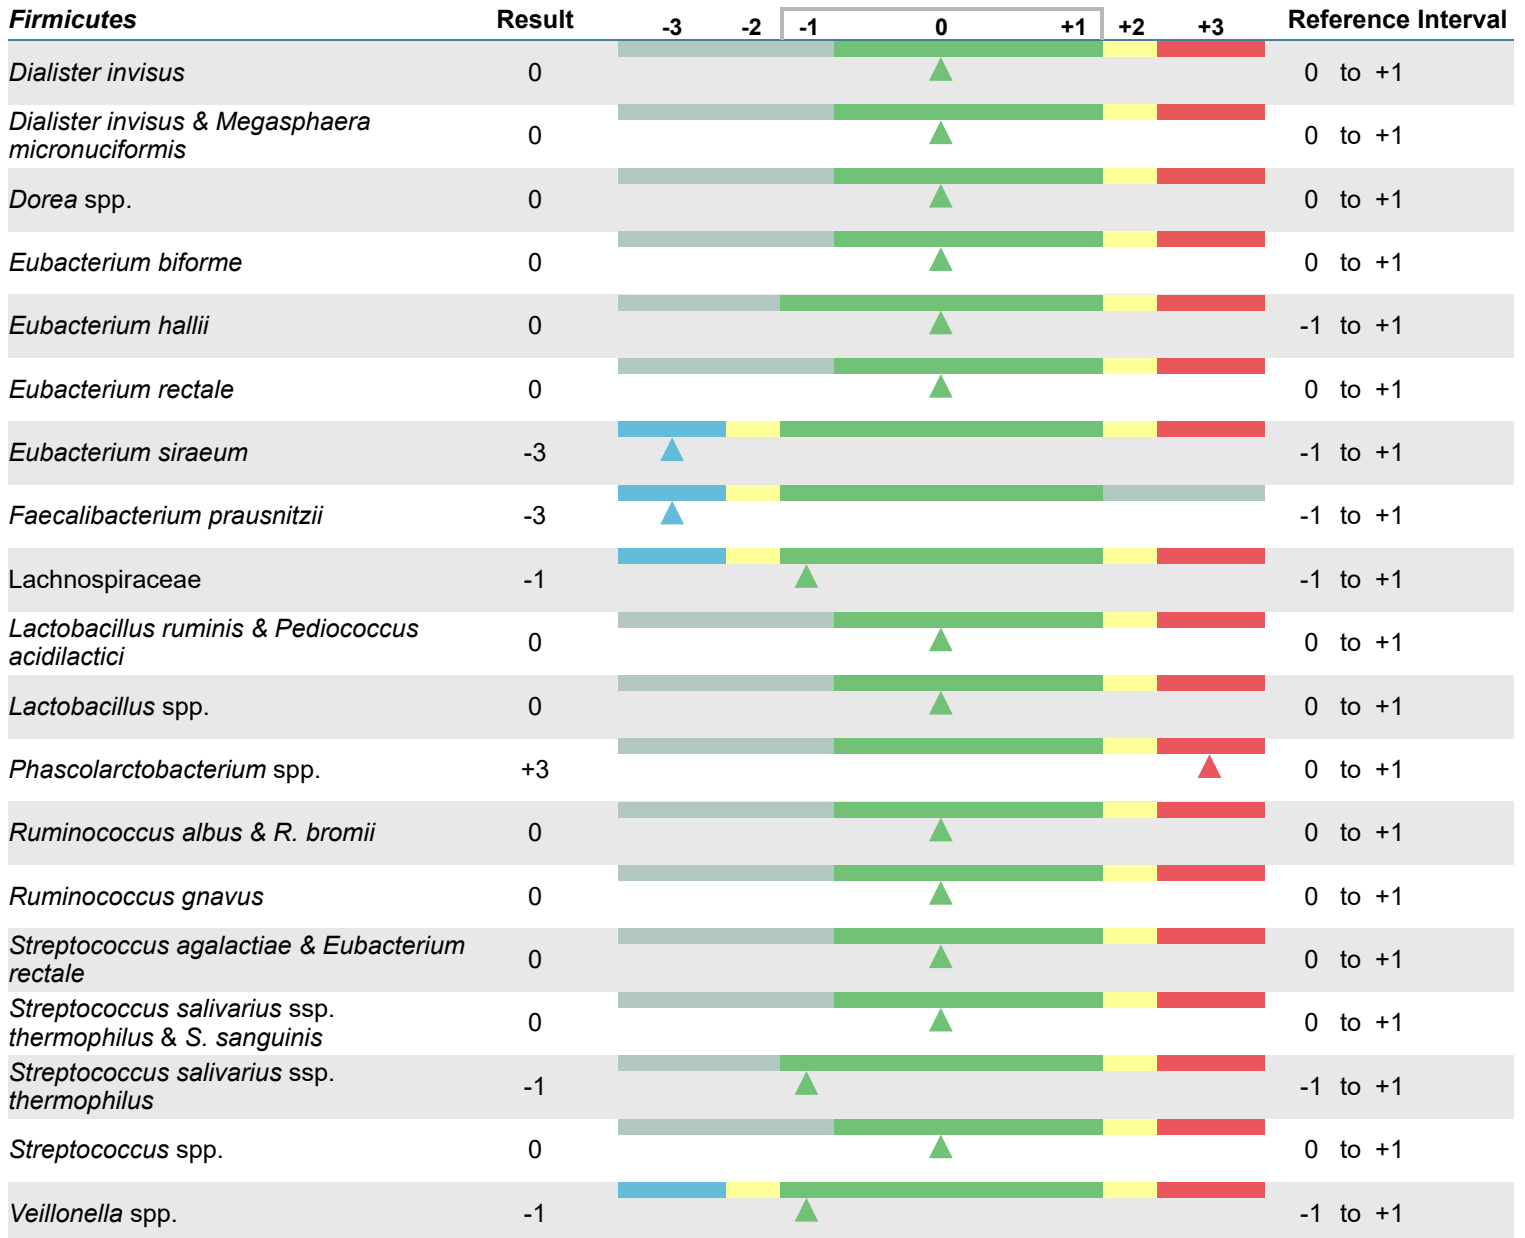 Firmicutes Result -3 -2 -1 0 +1 +2 +3 Reference Interval
Dialister invisus 0 0 to +1
Dialister invisus & Megasphaera
micronuciformis 0 0 to +1
Dorea spp. 0 0 to +1
Eubacterium biforme 0 0 to +1
Eubacterium hallii 0 -1 to +1
Eubacterium rectale 0 0 to +1
Eubacterium siraeum -3 -1 to +1
Faecalibacterium prausnitzii -3 -1 to +1
Lachnospiraceae -1 -1 to +1
Lactobacillus ruminis & Pediococcus
acidilactici 0 0 to +1
Lactobacillus spp. 0 0 to +1
Phascolarctobacterium spp. +3 0 to +1
Ruminococcus albus & R. bromii 0 0 to +1
Ruminococcus gnavus 0 0 to +1
Streptococcus agalactiae & Eubacterium
rectale 0 0 to +1
Streptococcus salivarius ssp.
thermophilus & S. sanguinis 0 0 to +1
Streptococcus salivarius ssp.
thermophilus -1 -1 to +1
Streptococcus spp. 0 0 to +1
Veillonella spp. -1 -1 to +1